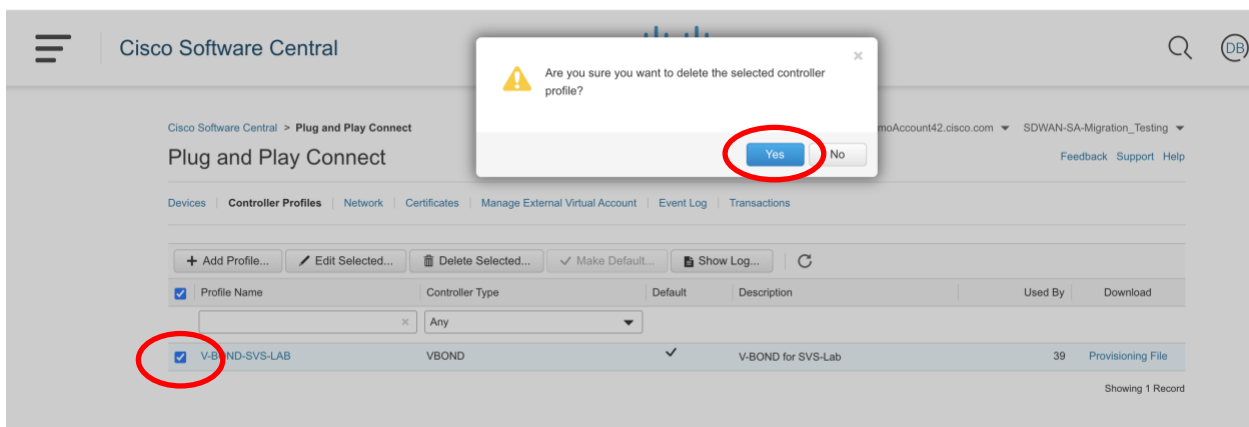 Cisco Software Central
DB
Are you sure you want to delete the selected controller
profile?
Yes No
Cisco Software Central > Plug and Play Connect
moAccount42.cisco.com SDWAN-SA-Migration_Testing
Plug and Play Connect
Feedback Support Help
Devices Controller Profiles Network Certificates Manage External Virtual Account Event Log Transactions
+ Add Profile... Edit Selected... Delete Selected... Make Default... Show Log...
Profile Name Controller Type Default Description Used By Download
Any
V-BOND-SVS-LAB VBOND V-BOND for SVS-Lab 39 Provisioning File
Showing 1 Record